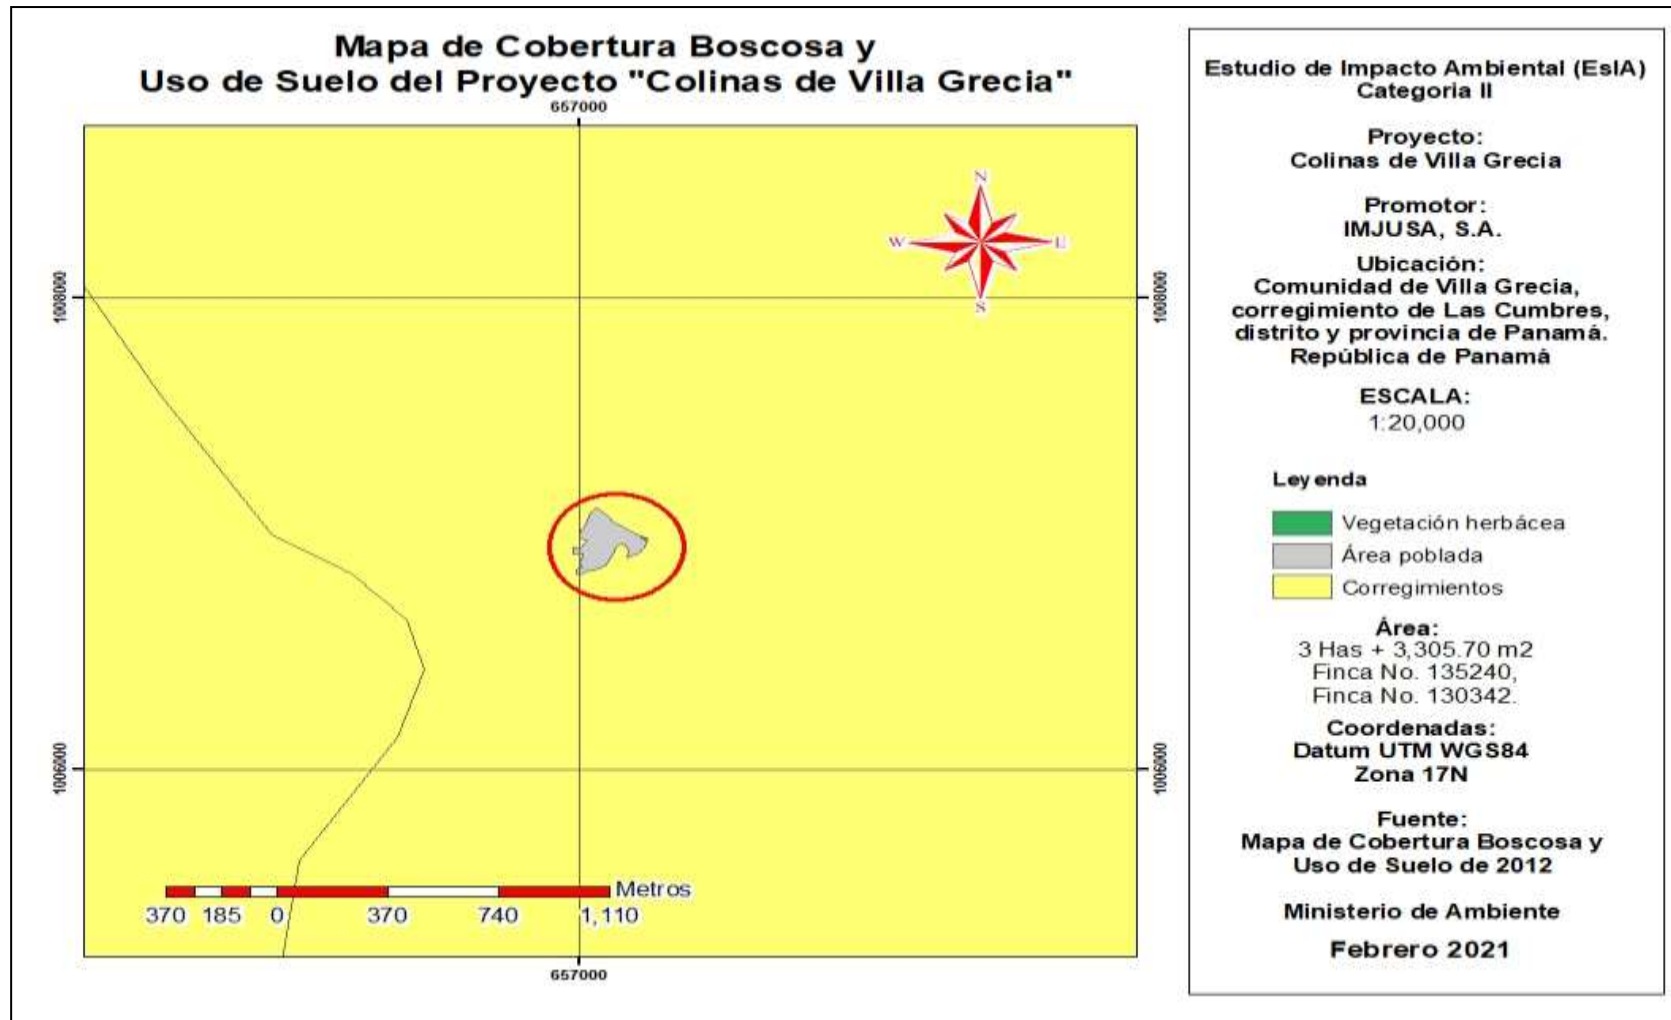 Mapa de Cobertura Boscosa y
Uso de Suelo del Proyecto "Colinas de Villa Grecia"
657000
N
W
E
S
1008000
1008000
1006000
1006000
Metros
370 185 0 370 740 1,110
657000
Estudio de Impacto Ambiental (EsIA)
Categoria II
Proyecto:
Colinas de Villa Grecia
Promotor:
IMJUSA, S.A.
Ubicación:
Comunidad de Villa Grecia,
corregimiento de Las Cumbres,
distrito y provincia de Panamá.
República de Panamá
ESCALA:
1:20,000
Leyenda
Vegetación herbácea
Área poblada
Corregimientos
Área:
3 Has + 3,305.70 m2
Finca No. 135240,
Finca No. 130342.
Coordenadas:
Datum UTM WGS84
Zona 17N
Fuente:
Mapa de Cobertura Boscosa y
Uso de Suelo de 2012
Ministerio de Ambiente
Febrero 2021